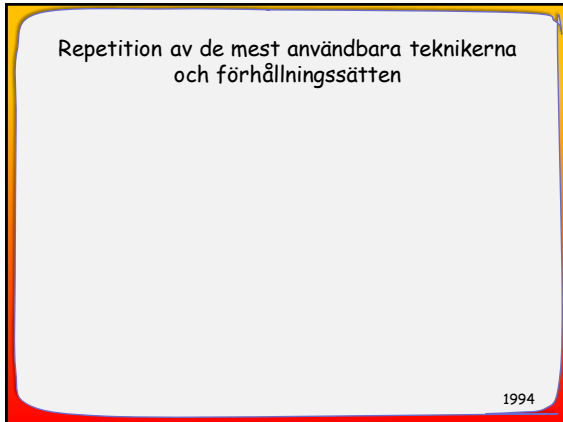 Repetition av de mest användbara teknikerna
och förhållningssätten
1994